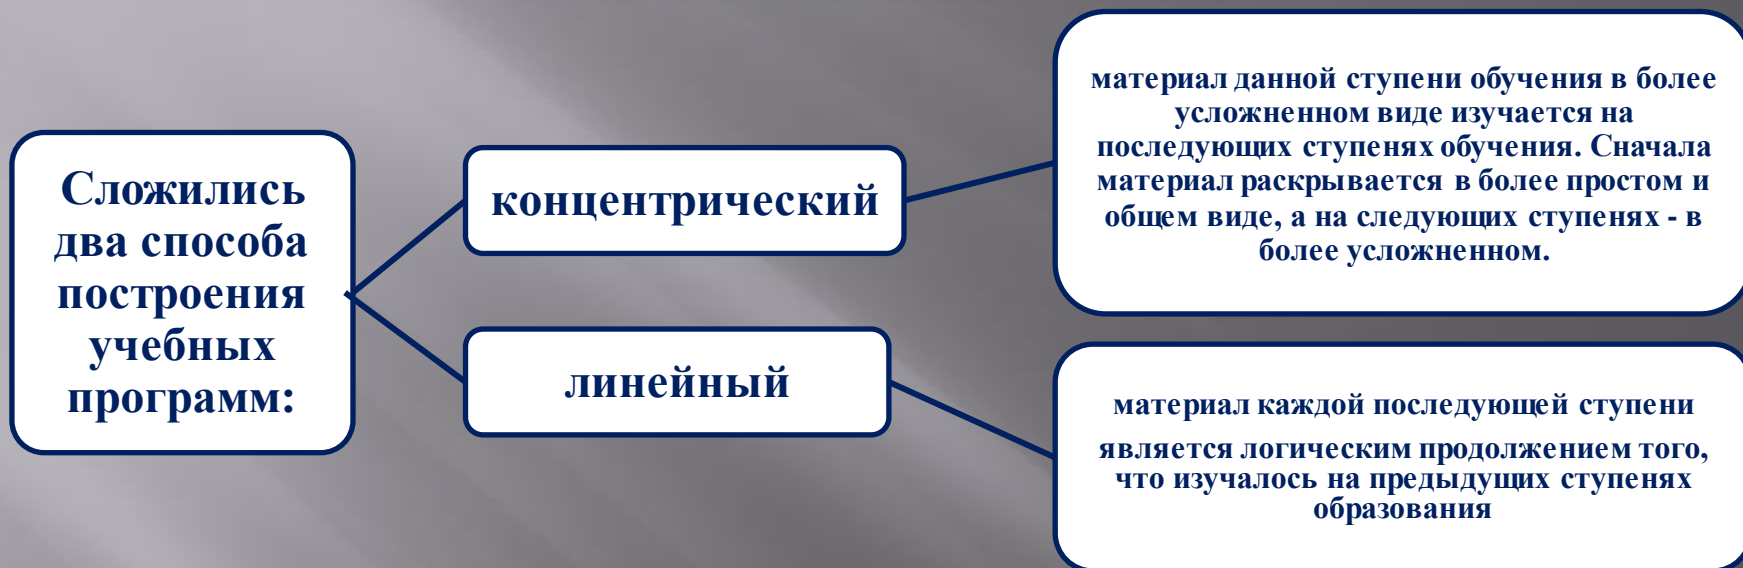 Сложились
два способа
построения
учебных
программ:
концентрический
материал данной ступени обучения в более
усложненном виде изучается на
последующих ступенях обучения. Сначала
материал раскрывается в более простом и
общем виде, а на следующих ступенях - в
более усложненном.
линейный
материал каждой последующей ступени
является логическим продолжением того,
что изучалось на предыдущих ступенях
образования